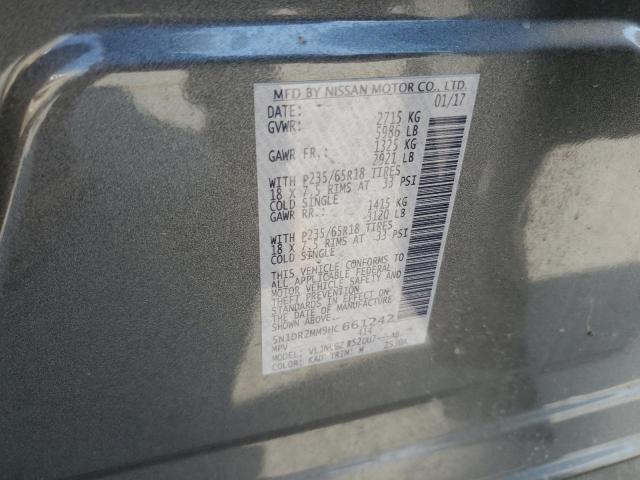 MFD BY NISSAN MOTOR CO., LTD.
DATE: 01/17
GVWR: 2715 KG
5986 LB
GAWR FR.: 1325 KG
2921 LB
WITH P235/65R18 TIRES
18 X 7.5 RIMS AT 33 PSI
COLD SINGLE
GAWR RR.: 1415 KG
3120 LB
WITH P235/65R18 TIRES
18 X 7.5 RIMS AT 33 PSI
COLD SINGLE
THIS VEHICLE CONFORMS TO
ALL APPLICABLE FEDERAL
MOTOR VEHICLE SAFETY AND
THEFT PREVENTION
STANDARDS IN EFFECT ON
THE DATE OF MANUFACTURE
SHOWN ABOVE.
5N1DR2MM9HC 661242
MPV
MODEL:
COLOR: KAD TRIM: